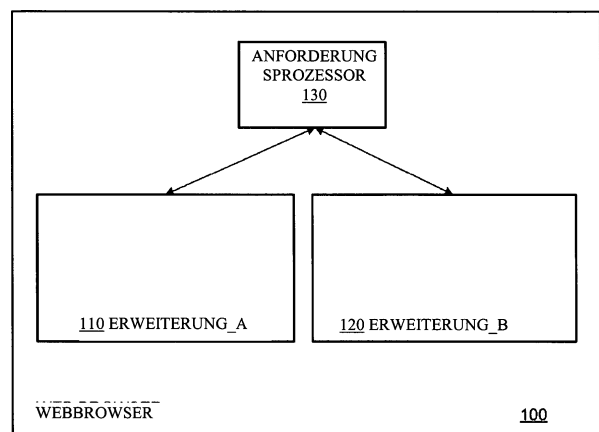 ANFORDERUNG
SPROZESSOR
130
110 ERWEITERUNG_A
120 ERWEITERUNG_B
WEBBROWSER
100